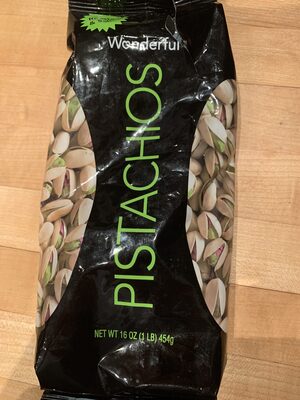 Wonderful
PISTACHIOS
NET WT 16 OZ (1 LB) 454g